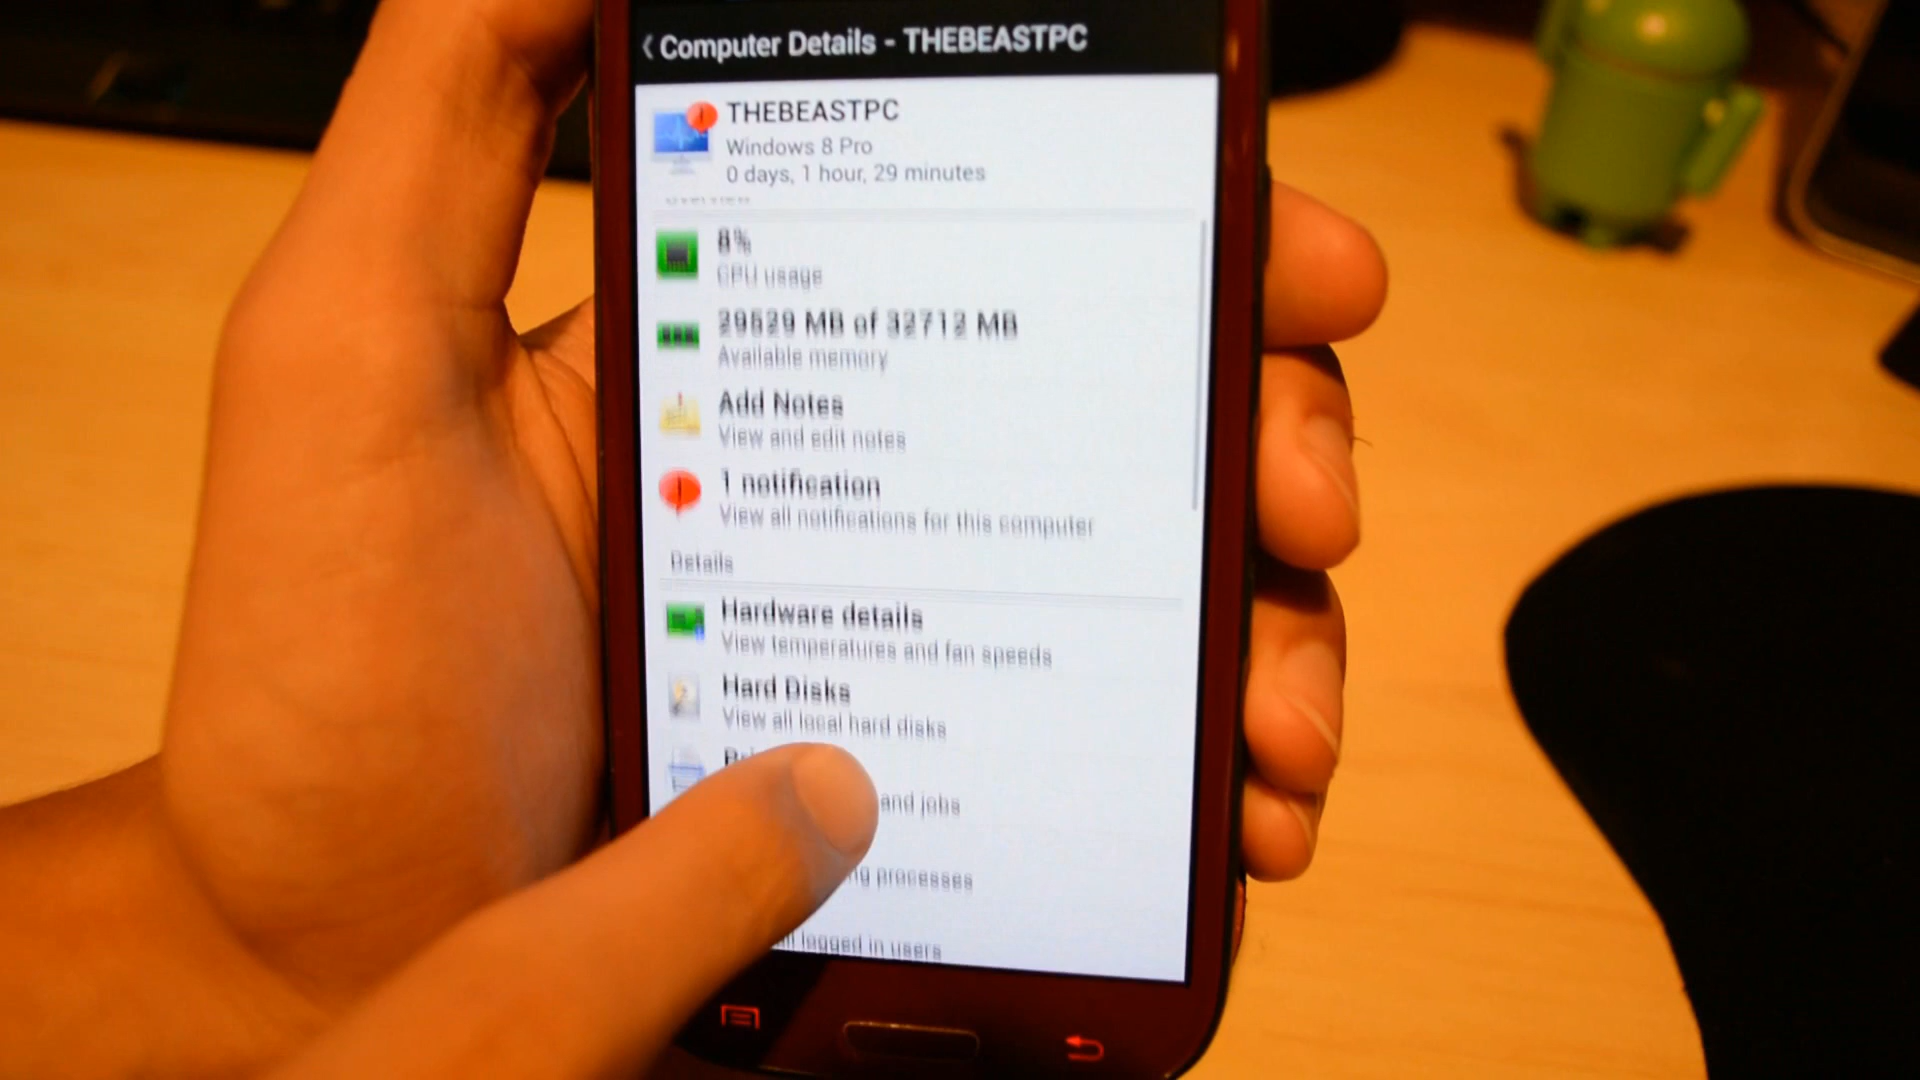 Computer Details - THEBEASTPC
THEBEASTPC
Windows 8 Pro
0 days, 1 hour, 29 minutes
Overview
8%
CPU usage
29529 MB of 32712 MB
Available memory
Add Notes
View and edit notes
1 notification
View all notifications for this computer
Details
Hardware details
View temperatures and fan speeds
Hard Disks
View all local hard disks
and jobs
processes
logged in users